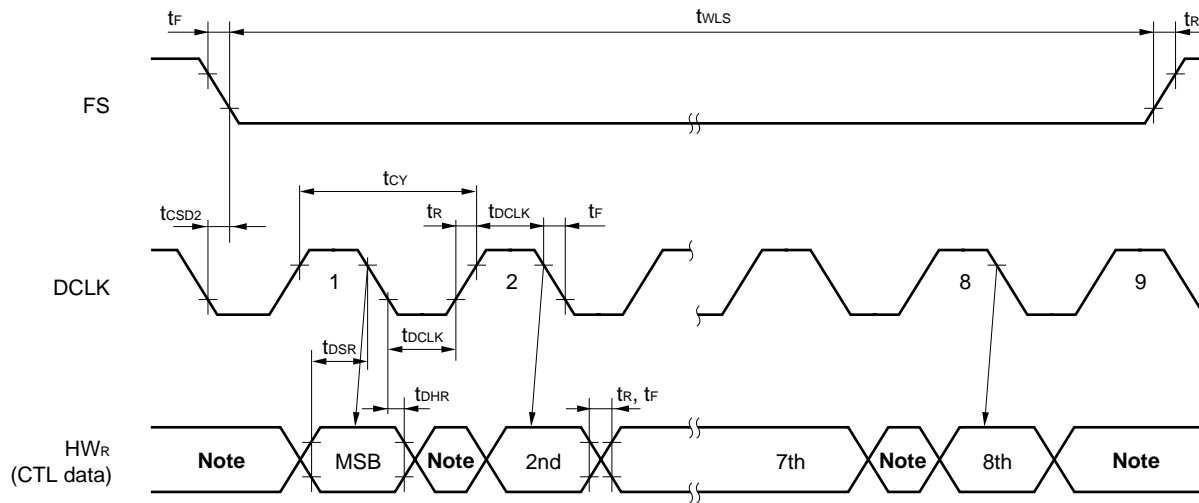 tF tWLS tR
FS
tCY
tCSD2 tR tDCLK tF
DCLK 1 2 8 9
tDSR tDCLK
tDHR tR, tF
HWR
(CTL data) Note MSB Note 2nd 7th Note 8th Note